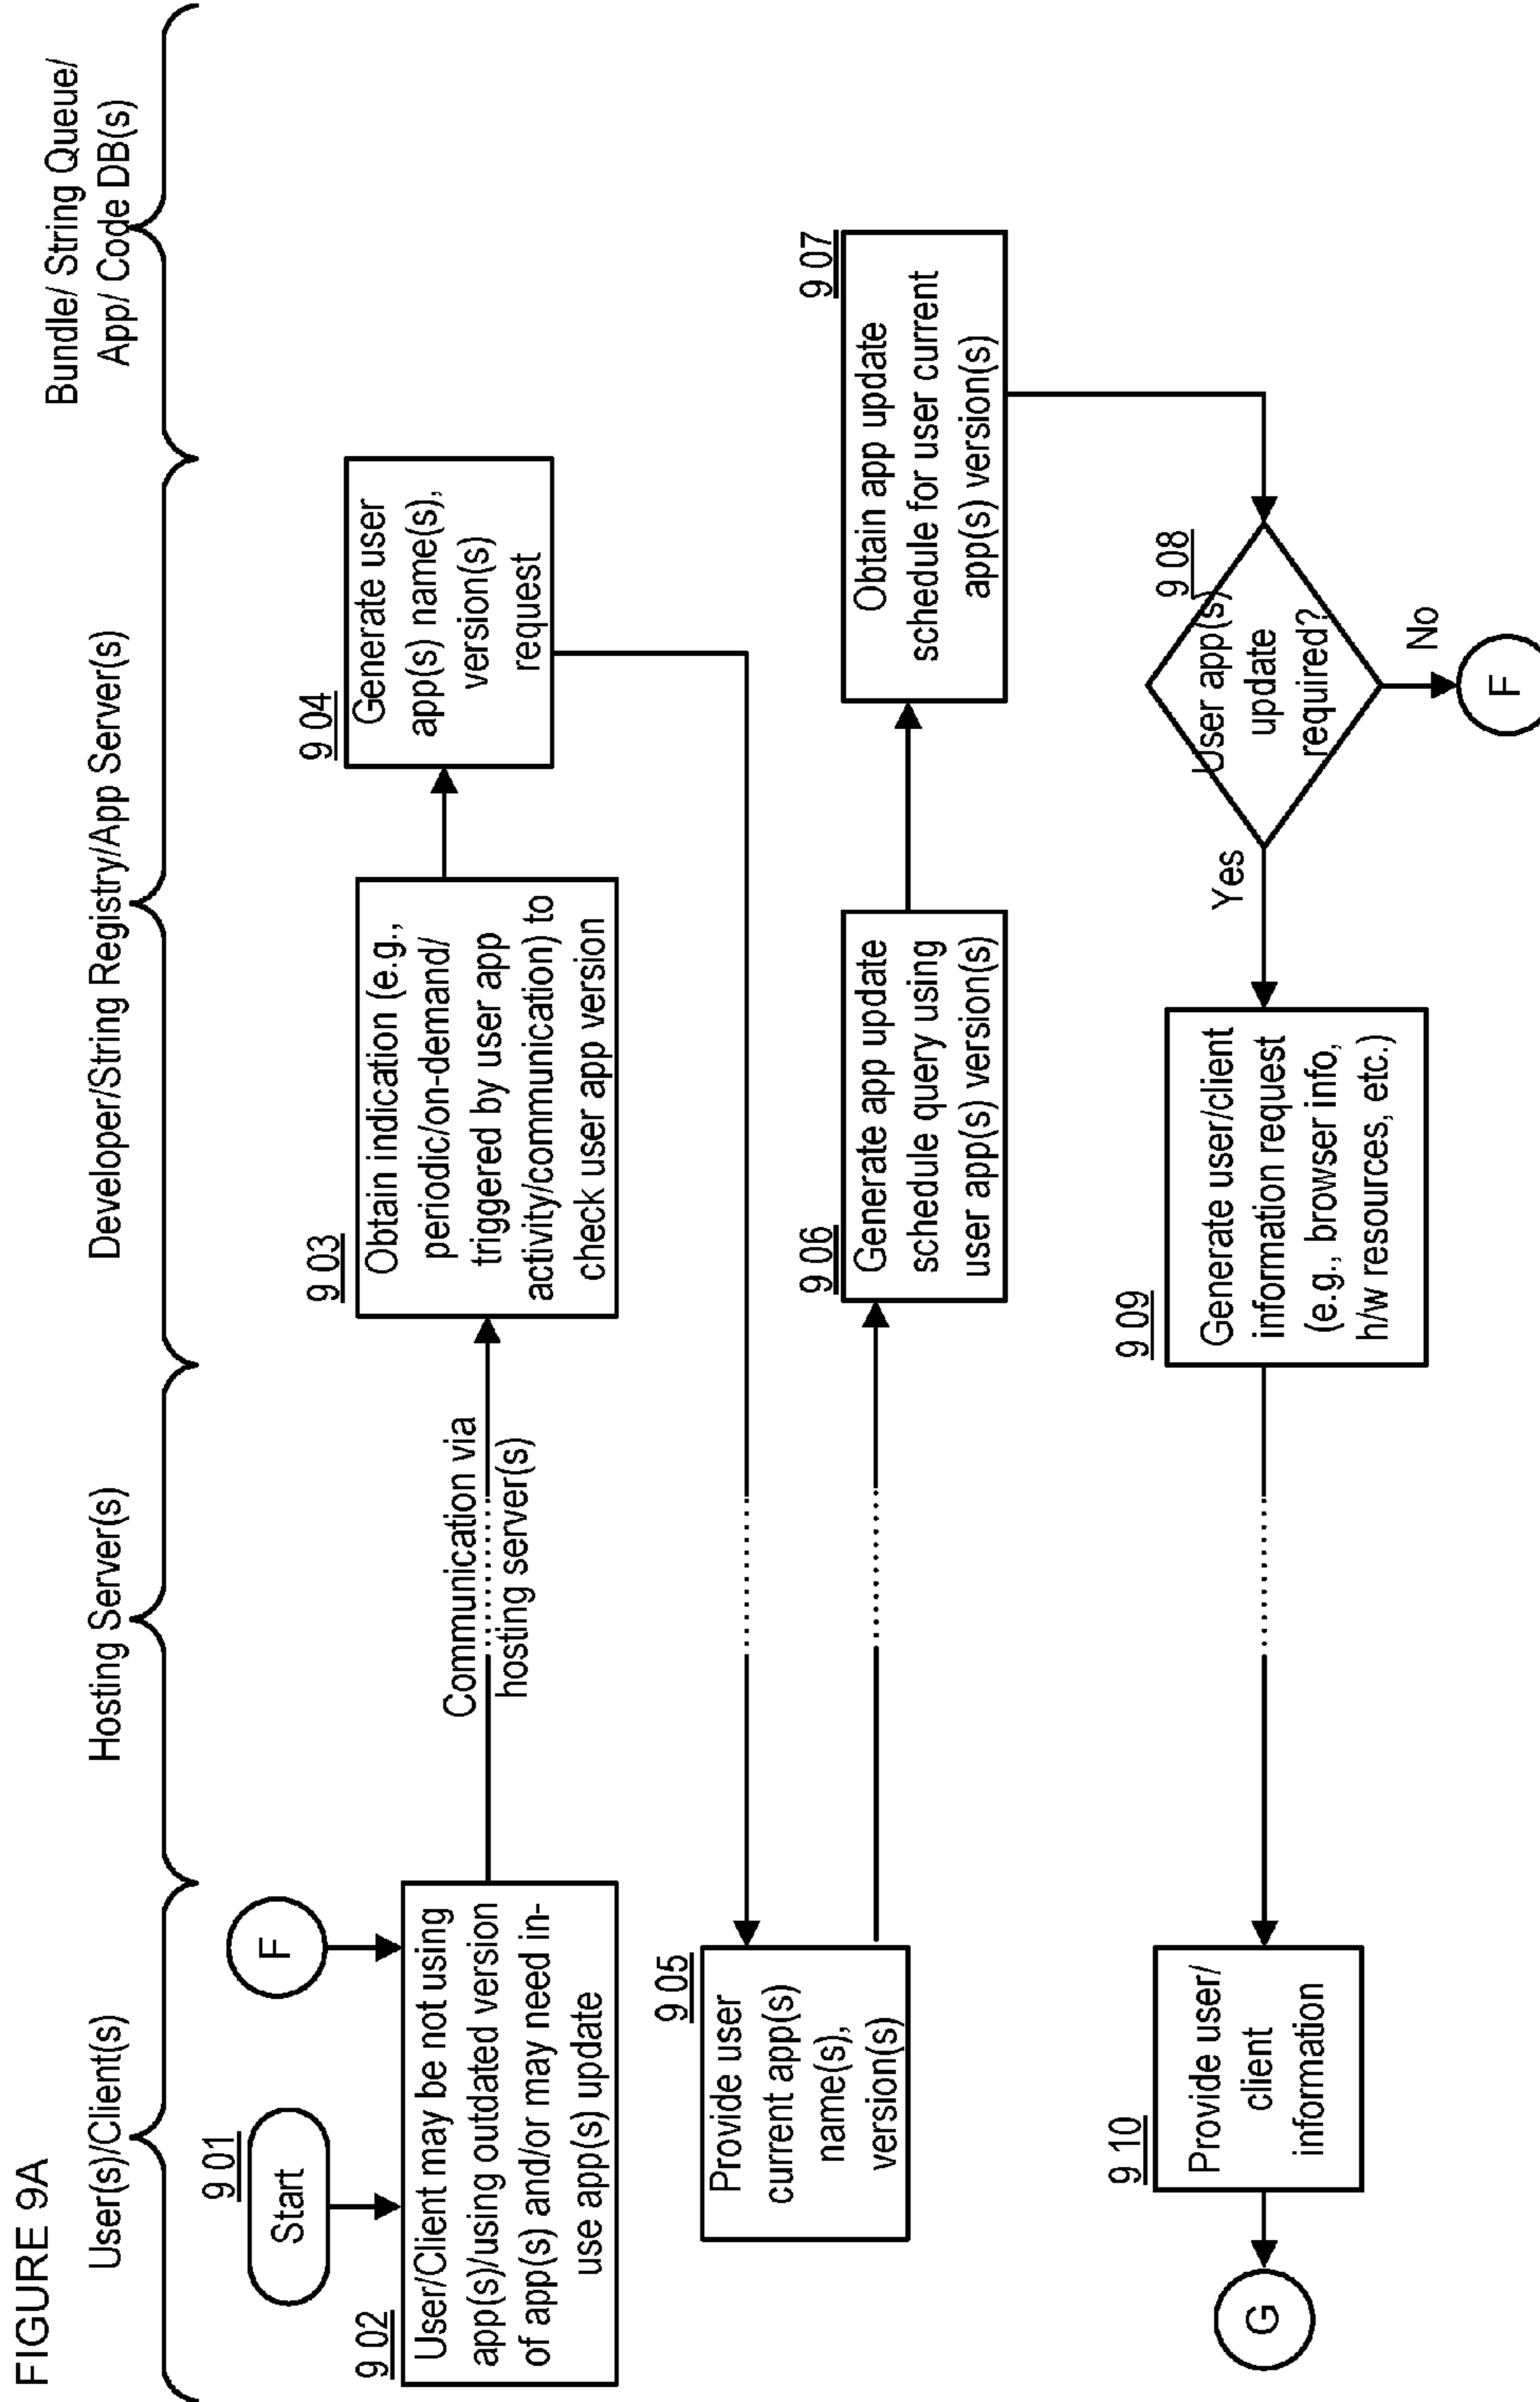 FIGURE 9A
User(s)/Client(s)
Hosting Server(s)
Developer/String Registry/App Server(s)
Bundle/ String Queue/
App/ Code DB(s)
9 01
Start
F
9 02
User/Client may be not using
app(s)/using outdated version
of app(s) and/or may need in-
use app(s) update
Communication via
hosting server(s)
9 03
Obtain indication (e.g.,
periodic/on-demand/
triggered by user app
activity/communication) to
check user app version
9 04
Generate user
app(s) name(s),
version(s)
request
9 05
Provide user
current app(s)
name(s),
version(s)
9 06
Generate app update
schedule query using
user app(s) version(s)
9 07
Obtain app update
schedule for user current
app(s) version(s)
9 08
User app(s)
update
required?
No
F
Yes
9 09
Generate user/client
information request
(e.g., browser info,
h/w resources, etc.)
9 10
Provide user/
client
information
G